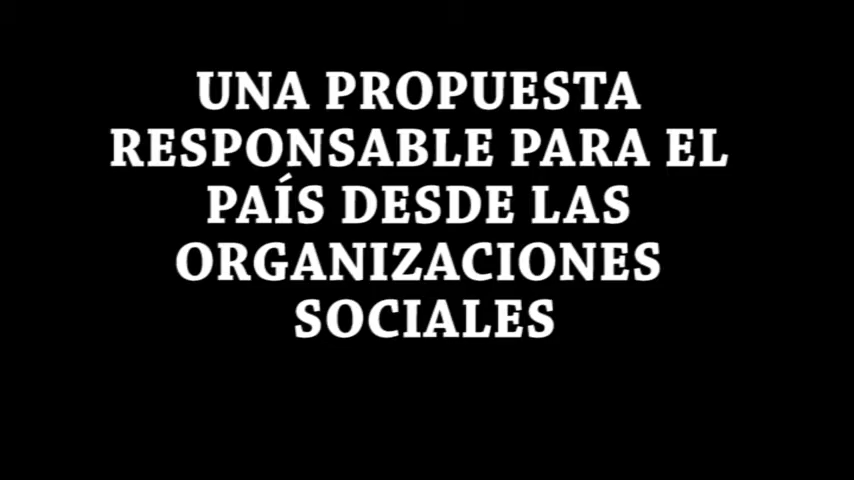 UNA PROPUESTA
RESPONSABLE PARA EL
PAÍS DESDE LAS
ORGANIZACIONES
SOCIALES